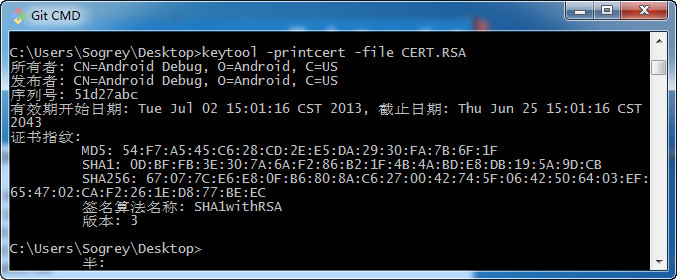 Git CMD
C:\Users\Sogrey\Desktop>keytool -printcert -file CERT.RSA
所有者: CN=Android Debug, O=Android, C=US
发布者: CN=Android Debug, O=Android, C=US
序列号: 51d27abc
有效期开始日期: Tue Jul 02 15:01:16 CST 2013, 截止日期: Thu Jun 25 15:01:16 CST
2043
证书指纹:
MD5: 54:F7:A5:45:C6:28:CD:2E:E5:DA:29:30:FA:7B:6F:1F
SHA1: 0D:BF:FB:3E:30:7A:6A:F2:86:B2:1F:4B:4A:BD:E8:DB:19:5A:9D:CB
SHA256: 67:07:7C:E6:E8:0F:B6:80:8A:C6:27:00:42:74:5F:06:42:50:64:03:EF:
65:47:02:CA:F2:26:1E:D8:77:BE:EC
签名算法名称: SHA1withRSA
版本: 3
C:\Users\Sogrey\Desktop>
半: